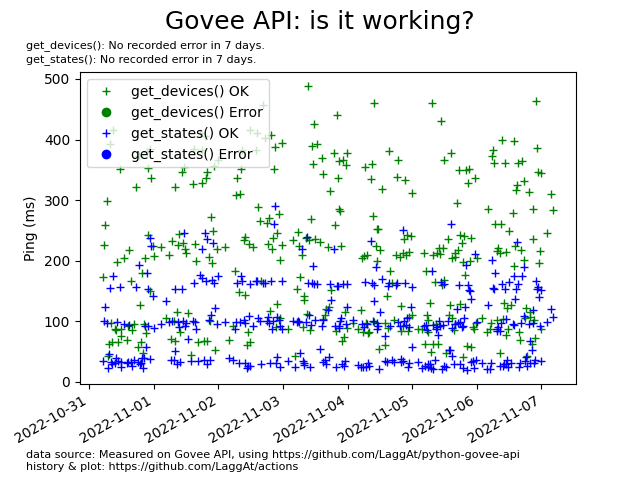 Govee API: is it working?
get_devices(): No recorded error in 7 days.
get_states(): No recorded error in 7 days.
get_devices() OK
get_devices() Error
get_states() OK
get_states() Error
Ping (ms)
500
400
300
200
100
0
2022-10-31
2022-11-01
2022-11-02
2022-11-03
2022-11-04
2022-11-05
2022-11-06
2022-11-07
data source: Measured on Govee API, using https://github.com/LaggAt/python-govee-api
history & plot: https://github.com/LaggAt/actions